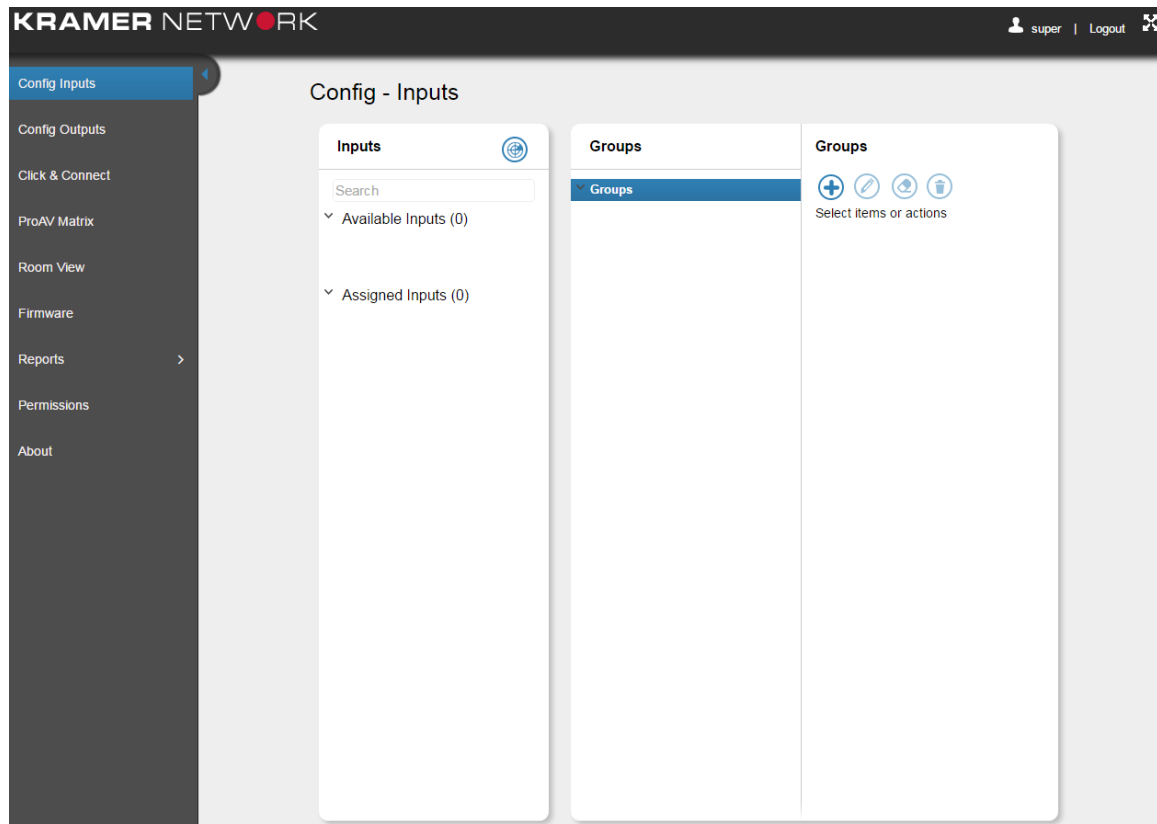 KRAMER NETWORK
super | Logout
Config Inputs
Config Outputs
Click & Connect
ProAV Matrix
Room View
Firmware
Reports
Permissions
About
Config - Inputs
Inputs
Search
Available Inputs (0)
Assigned Inputs (0)
Groups
Groups
Groups
Select items or actions